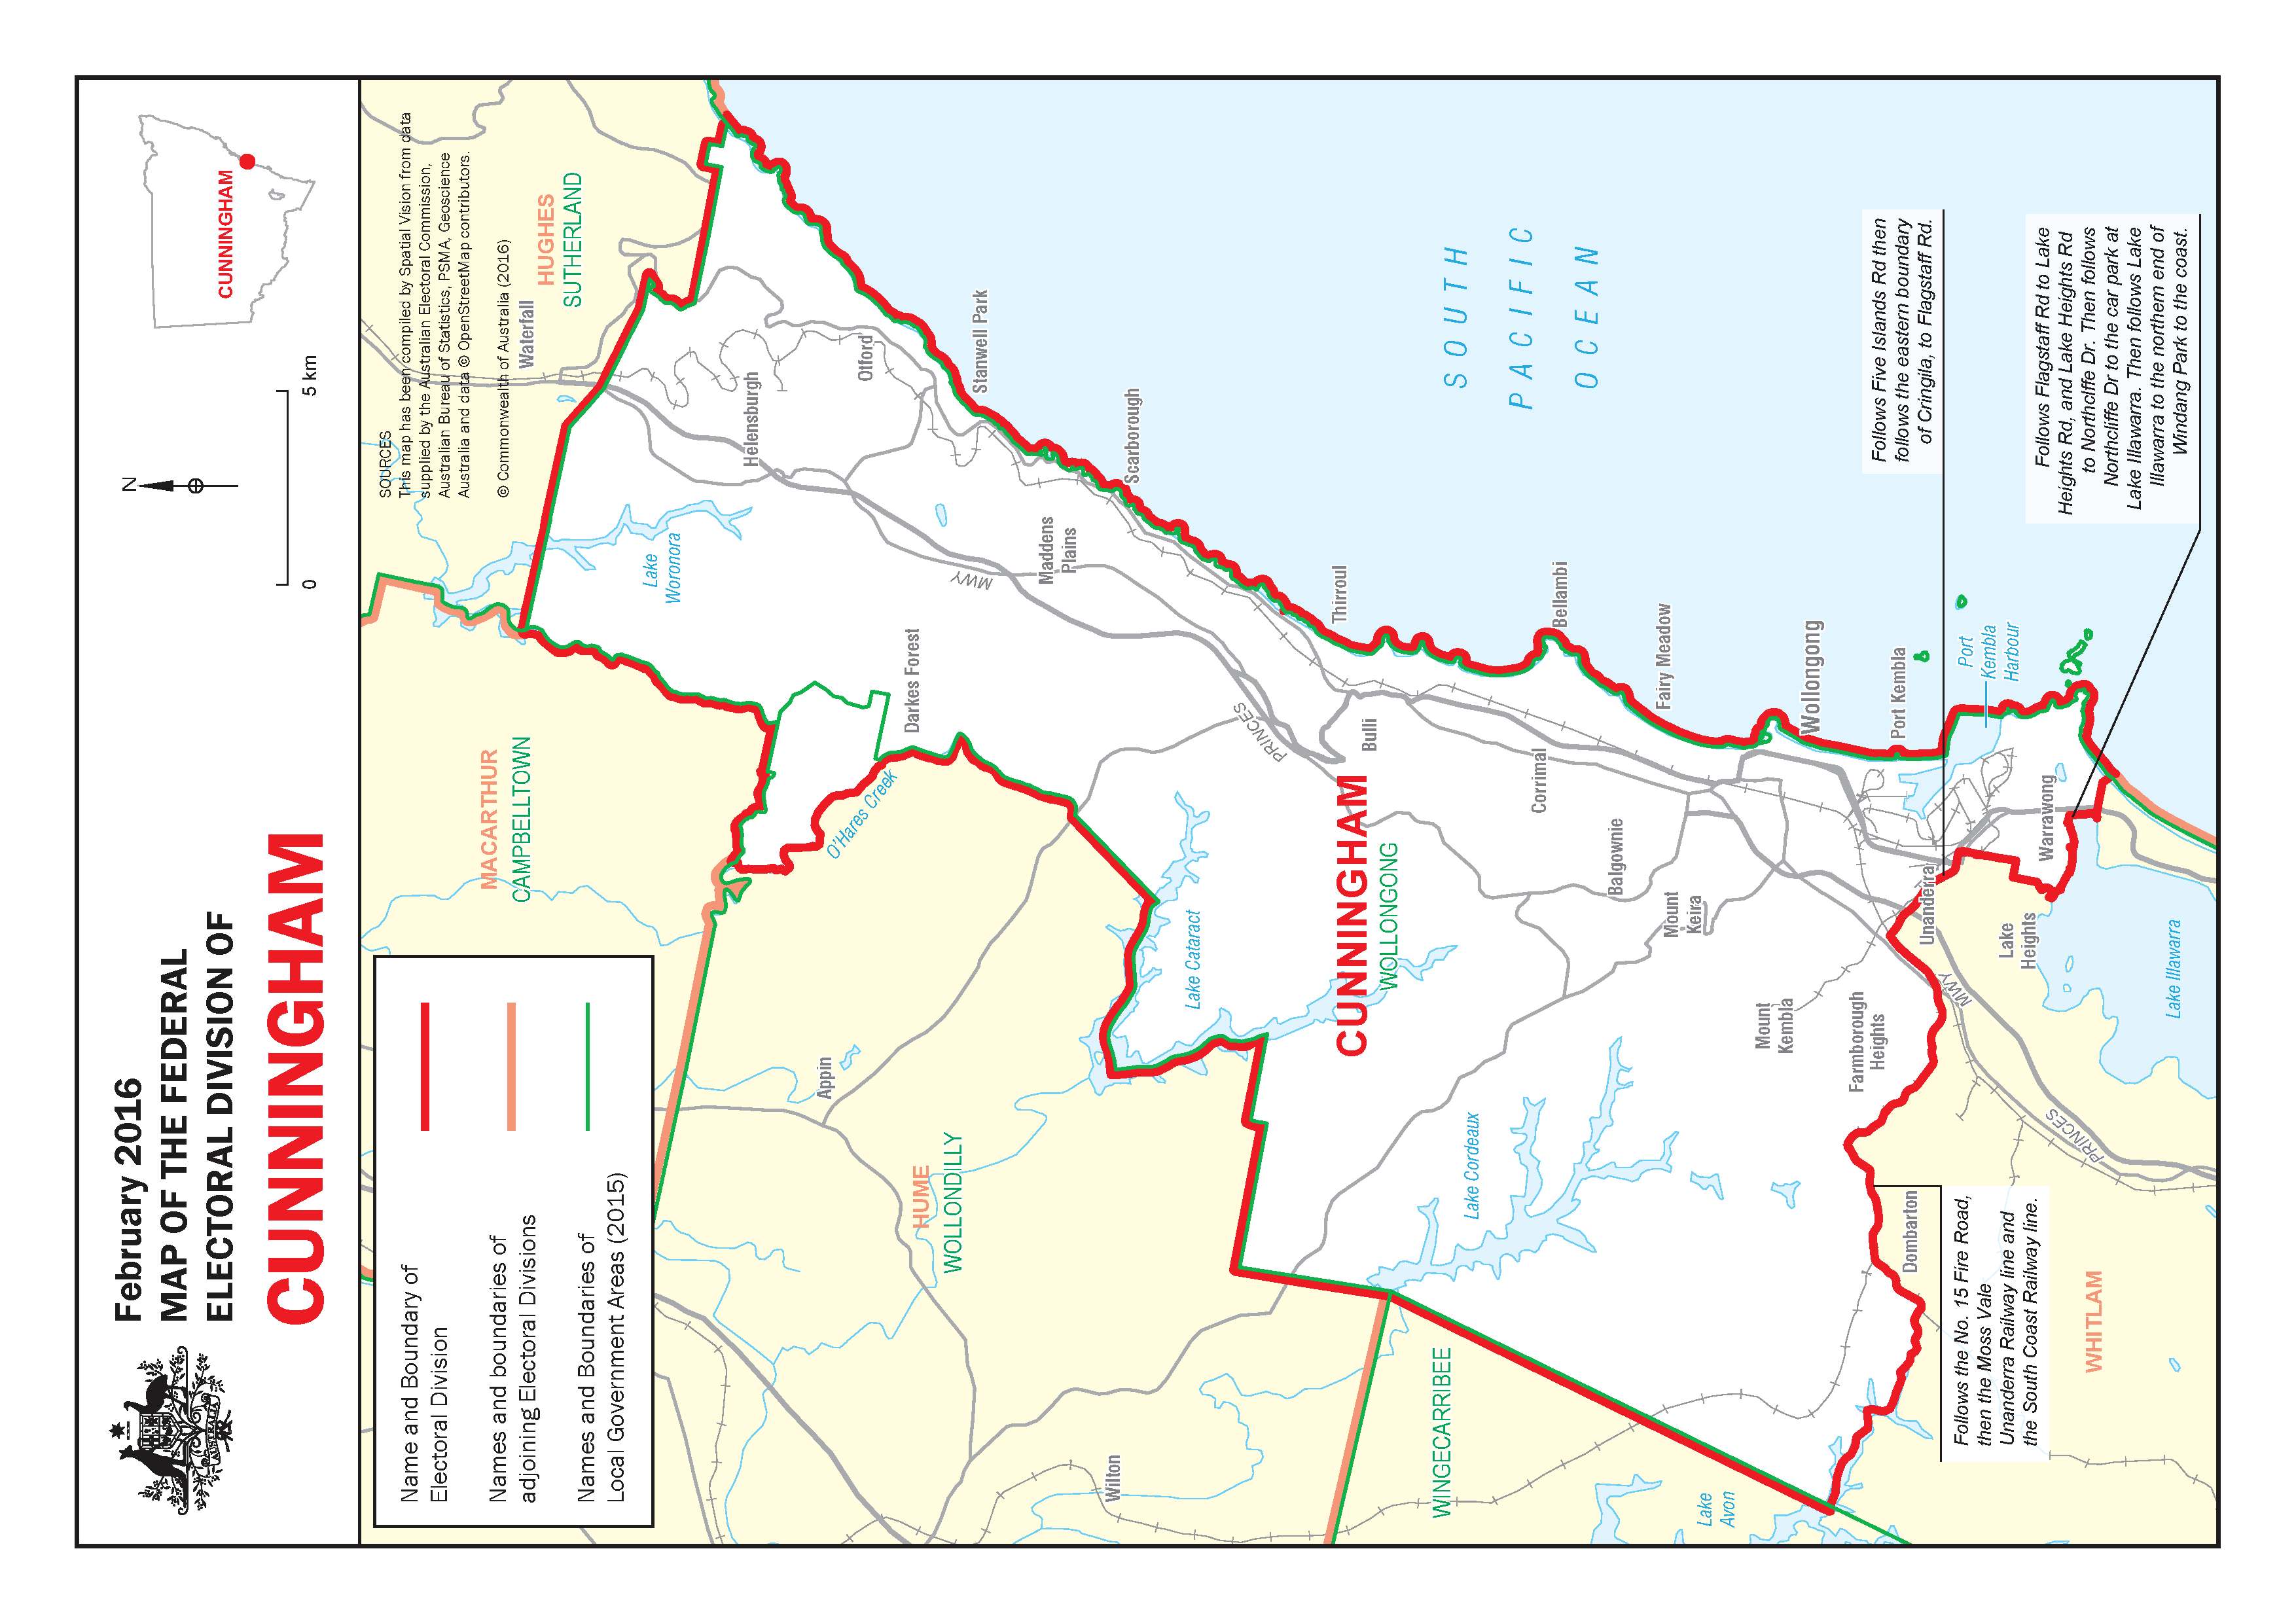 February 2016
MAP OF THE FEDERAL
ELECTORAL DIVISION OF
CUNNINGHAM
AUSTRALIA
N
0
5 km
CUNNINGHAM
Name and Boundary of
Electoral Division
Names and boundaries of
adjoining Electoral Divisions
Names and Boundaries of
Local Government Areas (2015)
SOURCES
This map has been compiled by Spatial Vision from data
supplied by the Australian Electoral Commission,
Australian Bureau of Statistics, PSMA, Geoscience
Australia and data © OpenStreetMap contributors.
© Commonwealth of Australia (2016)
MACARTHUR
CAMPBELLTOWN
HUGHES
SUTHERLAND
Waterfall
Lake
Woronora
Helensburgh
Otford
Stanwell Park
Appin
O'Hares Creek
Darkes Forest
MWY
Maddens
Plains
Scarborough
HUME
WOLLONDILLY
Wilton
Lake Cataract
PRINCES
Thirroul
Bulli
CUNNINGHAM
WOLLONGONG
SOUTH
PACIFIC
OCEAN
WINGECARRIBEE
Lake Cordeaux
Corrimal
Bellambi
Balgownie
Fairy Meadow
Mount
Keira
Lake
Avon
Mount
Kembla
Wollongong
Farmborough
Heights
Port Kembla
Dombarton
Unanderra
MWY
Port
Kembla
Harbour
Lake
Heights
Warrawong
PRINCES
WHITLAM
Lake Illawarra
Follows Five Islands Rd then
follows the eastern boundary
of Cringila, to Flagstaff Rd.
Follows Flagstaff Rd to Lake
Heights Rd, and Lake Heights Rd
to Northcliffe Dr. Then follows
Northcliffe Dr to the car park at
Lake Illawarra. Then follows Lake
Illawarra to the northern end of
Windang Park to the coast.
Follows the No. 15 Fire Road,
then the Moss Vale
Unanderra Railway line and
the South Coast Railway line.